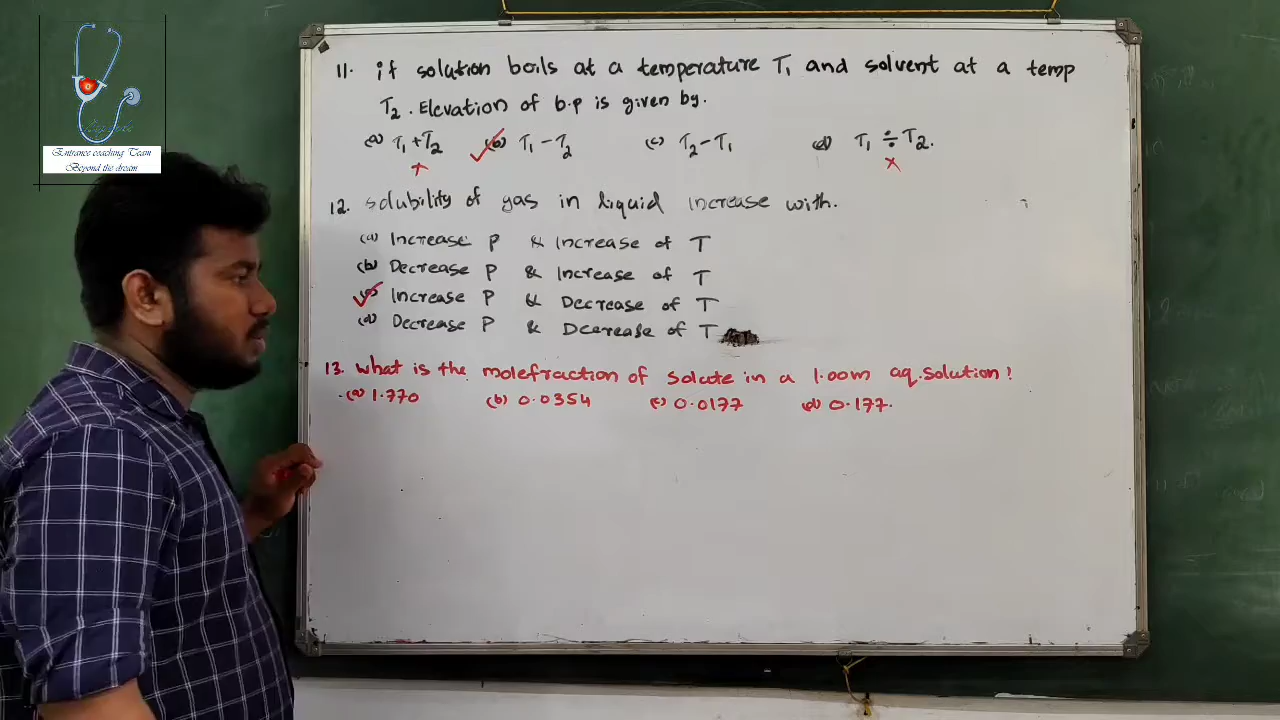 Entrance coaching Team
Beyond the dream
11. if solution boils at a temperature T₁ and solvent at a temp
T₂. Elevation of b.p is given by.
(a) T₁+T₂ (b) T₁-T₂ (c) T₂-T₁ (d) T₁ ÷ T₂.
12. solubility of gas in liquid increase with.
(a) Increase P & Increase of T
(b) Decrease P & Increase of T
(c) Increase P & Decrease of T
(d) Decrease P & Decrease of T
13. What is the molefraction of solute in a 1.00m aq.solution?
(a) 1.770 (b) 0.0354 (c) 0.0177 (d) 0.177.